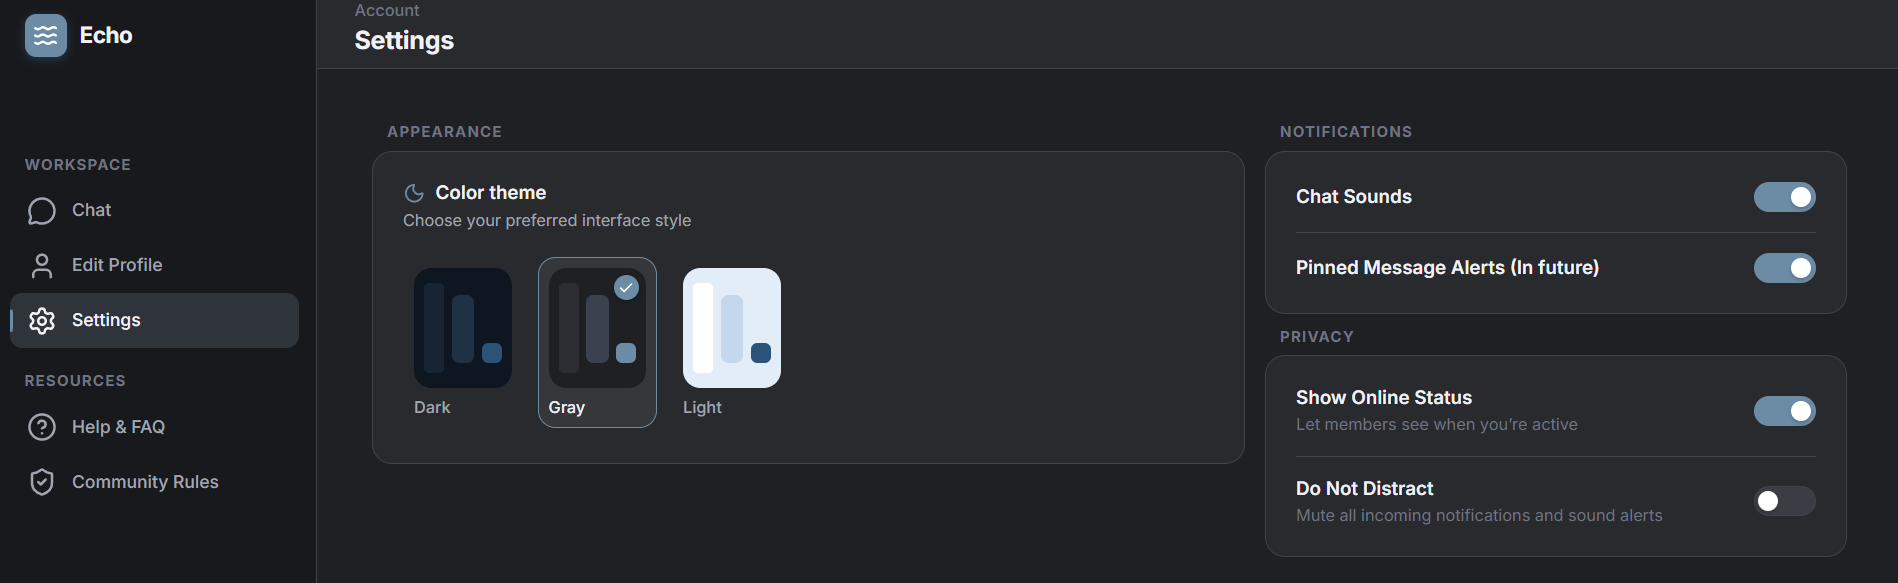 Echo
WORKSPACE
Chat
Edit Profile
Settings
RESOURCES
Help & FAQ
Community Rules
Account
Settings
APPEARANCE
Color theme
Choose your preferred interface style
Dark
Gray
Light
NOTIFICATIONS
Chat Sounds
Pinned Message Alerts (In future)
PRIVACY
Show Online Status
Let members see when you’re active
Do Not Distract
Mute all incoming notifications and sound alerts